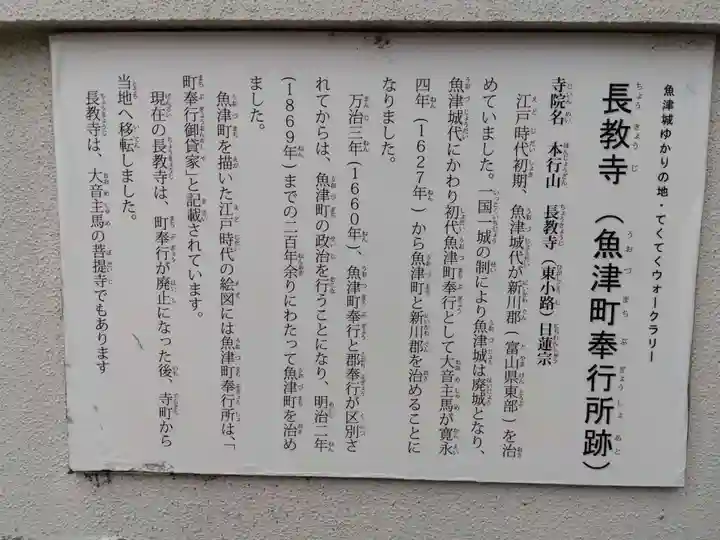 魚津城ゆかりの地・てくてくウォークラリー
長教寺（魚津町奉行所跡）
寺院名　本行山　長教寺（東小路）日蓮宗
江戸時代初期、魚津城代が新川郡（富山県東部）を治
めていました。一国一城の制により魚津城は廃城となり、
魚津城代にかわり初代魚津町奉行として大音主馬が寛永
四年（1627年）から魚津町と新川郡を治めることに
なりました。
万治三年（1660年）、魚津町奉行と郡奉行が区別さ
れてからは、魚津町の政治を行うことになり、明治二年
（1869年）までの二百年余りにわたって魚津町を治め
ました。
魚津町を描いた江戸時代の絵図には魚津町奉行所は、「
町奉行御貸家」と記載されています。
現在の長教寺は、町奉行が廃止になった後、寺町から
当地へ移転しました。
長教寺は、大音主馬の菩提寺でもあります